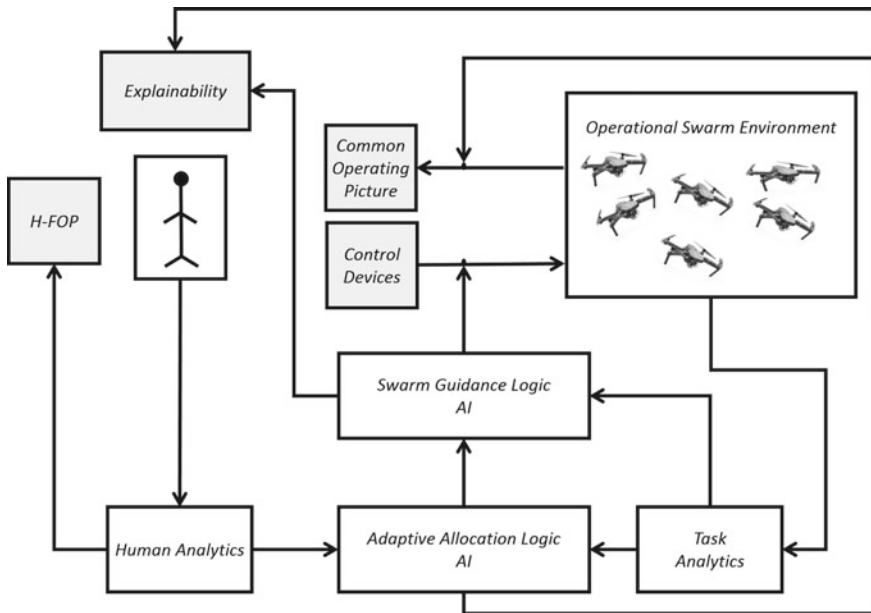 Explainability
Operational Swarm Environment
Common
Operating
Picture
H-FOP
Control
Devices
Swarm Guidance Logic
AI
Human Analytics
Adaptive Allocation Logic
AI
Task
Analytics